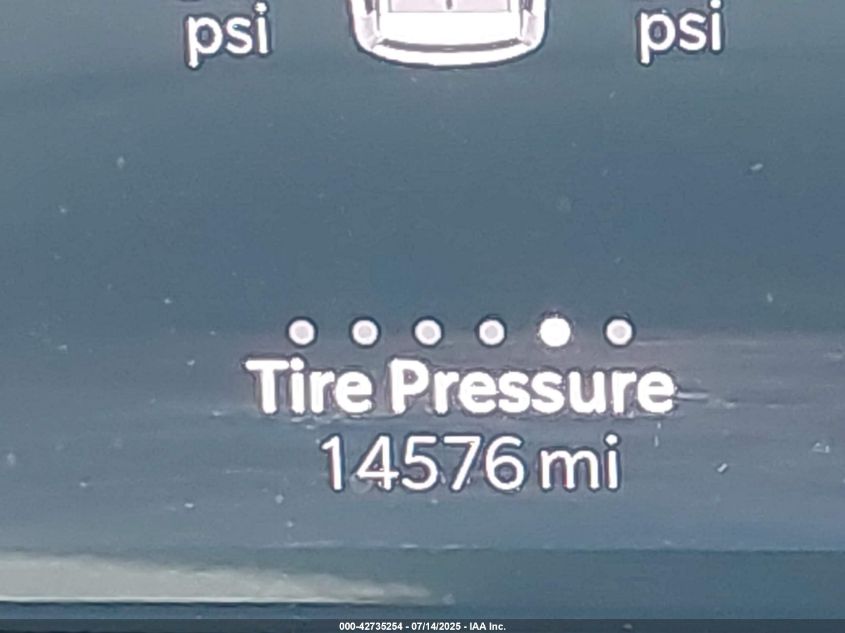 psi psi
Tire Pressure
14576 mi
000-42735254 - 07/14/2025 - IAA Inc.